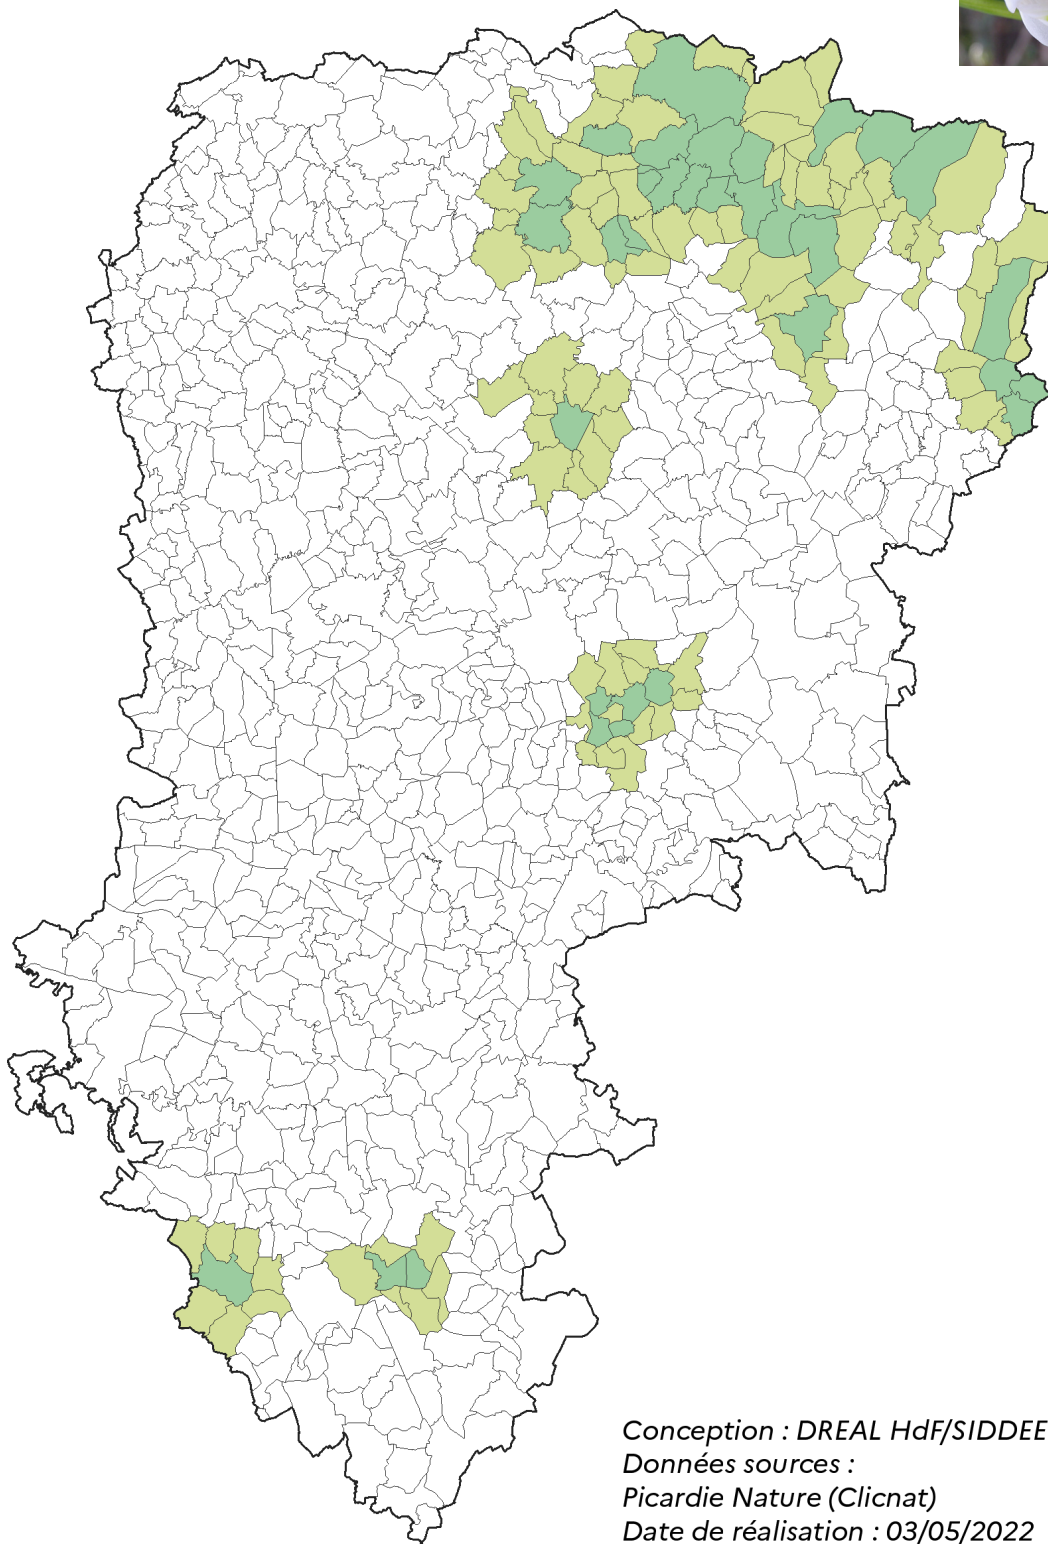 Conception : DREAL HdF/SIDDEE
Données sources :
Picardie Nature (Clicnat)
Date de réalisation : 03/05/2022